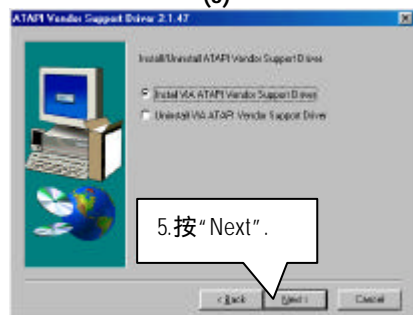 (8)
ATAPI Vendor Support Driver 2.1.47
Install/Uninstall ATAPI Vendor Support Driver
Install VIA ATAPI Vendor Support Driver
Uninstall VIA ATAPI Vendor Support Driver
5.按“Next”.
< Back
Next >
Cancel